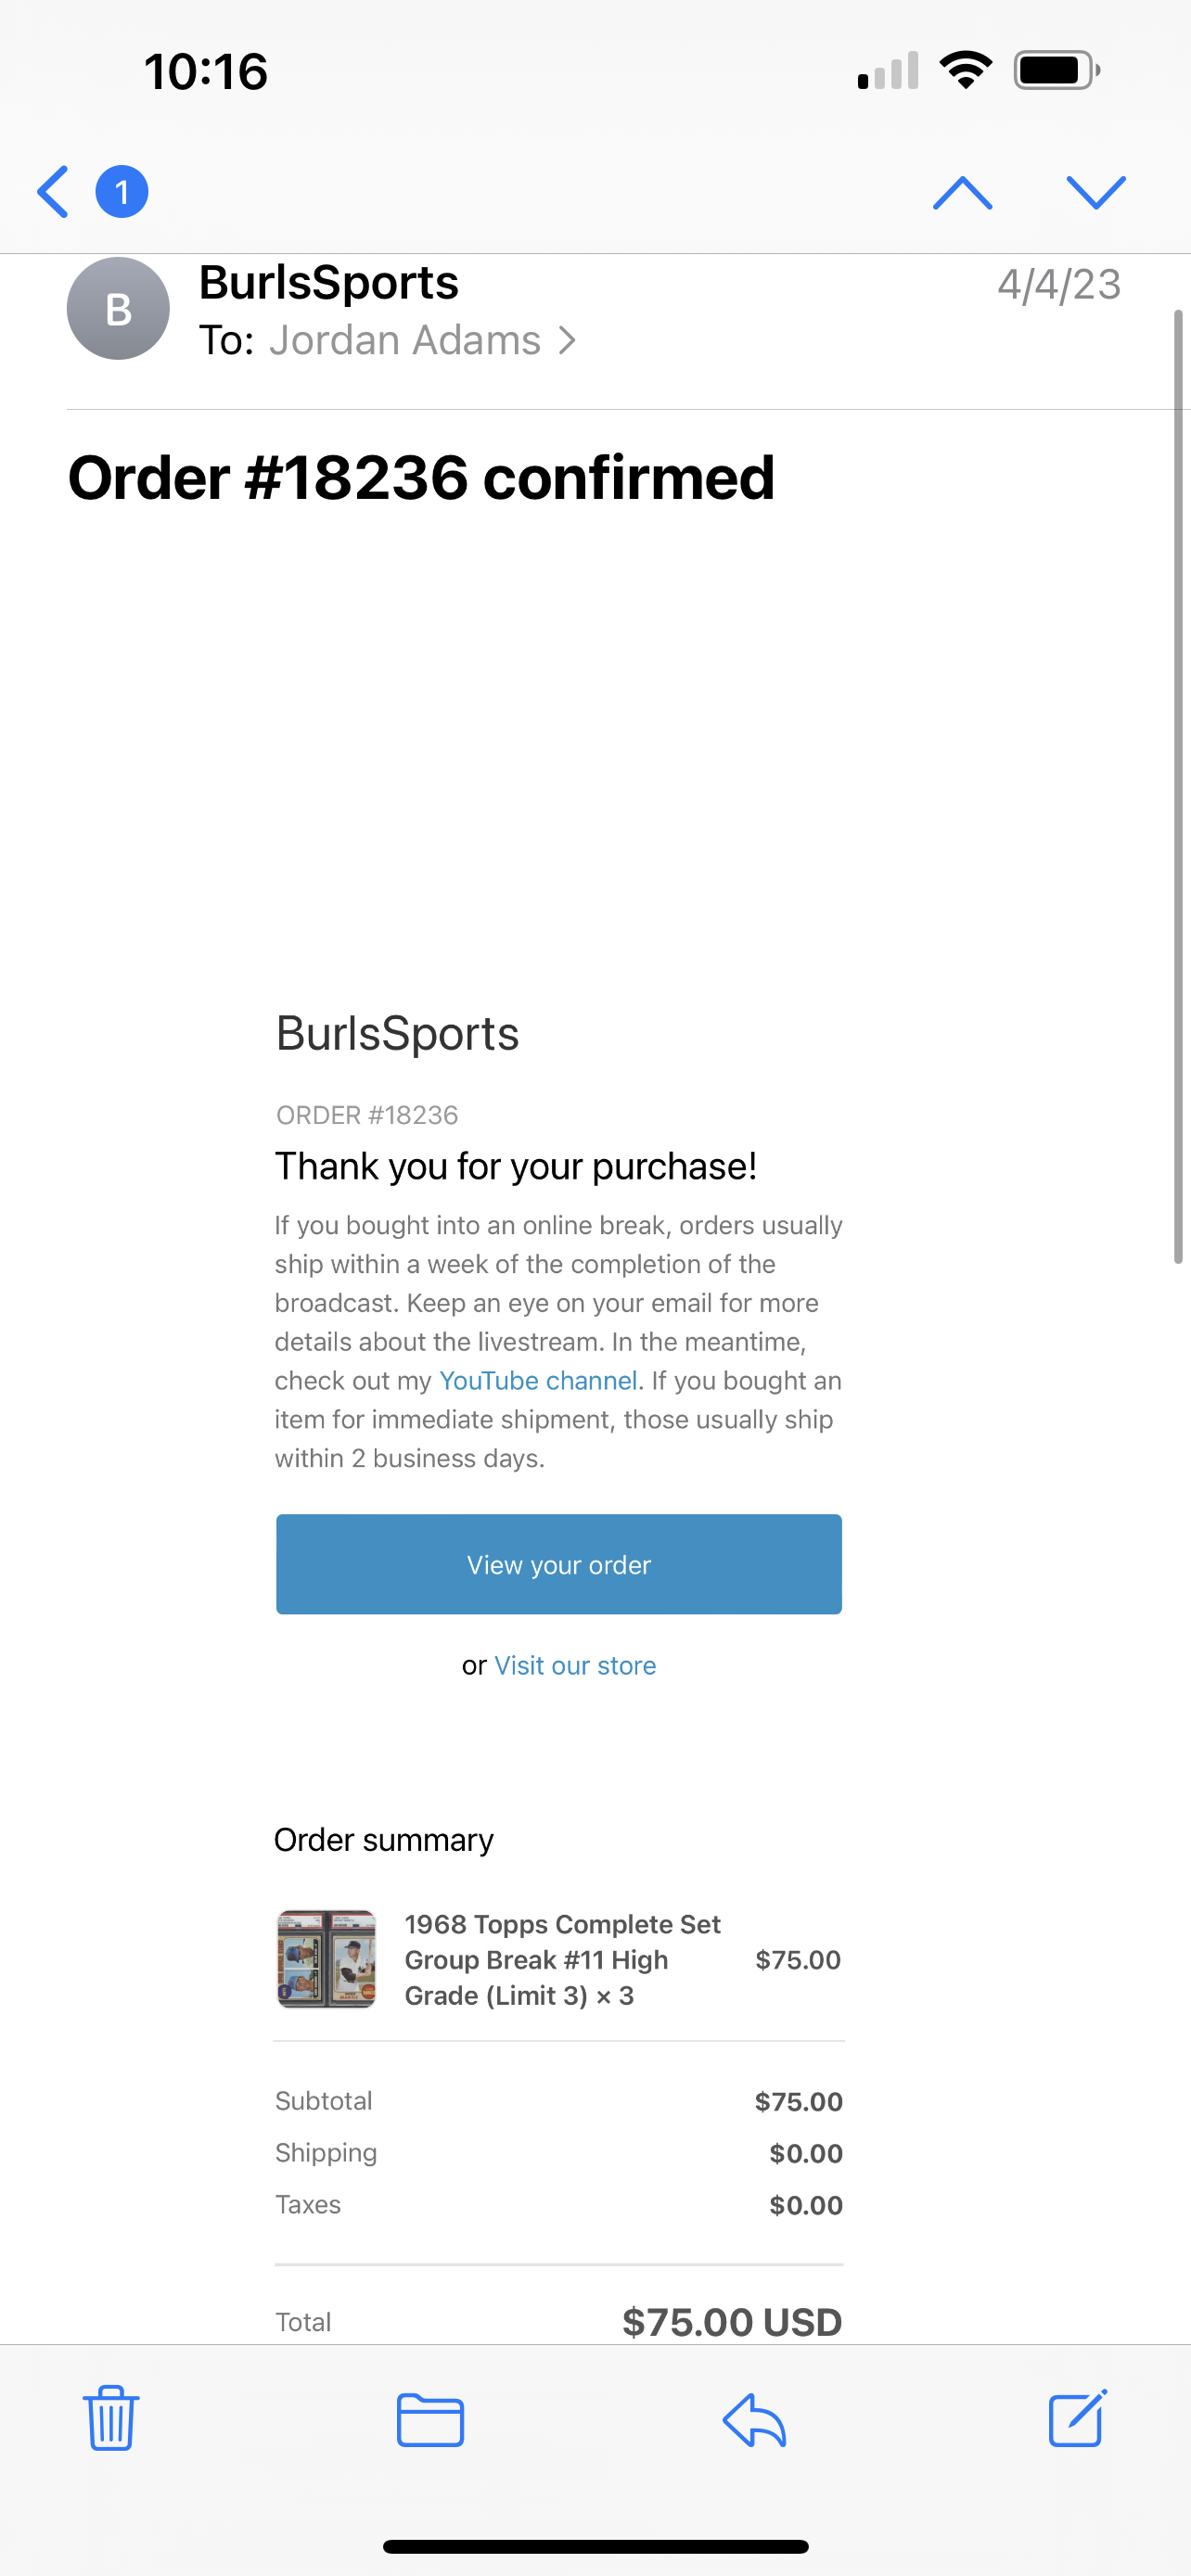 10:16
1
B
BurlsSports
4/4/23
To: Jordan Adams
Order #18236 confirmed
BurlsSports
ORDER #18236
Thank you for your purchase!
If you bought into an online break, orders usually
ship within a week of the completion of the
broadcast. Keep an eye on your email for more
details about the livestream. In the meantime,
check out my YouTube channel. If you bought an
item for immediate shipment, those usually ship
within 2 business days.
View your order
or Visit our store
Order summary
1968 Topps Complete Set
Group Break #11 High
Grade (Limit 3) × 3
$75.00
Subtotal $75.00
Shipping $0.00
Taxes $0.00
Total $75.00 USD